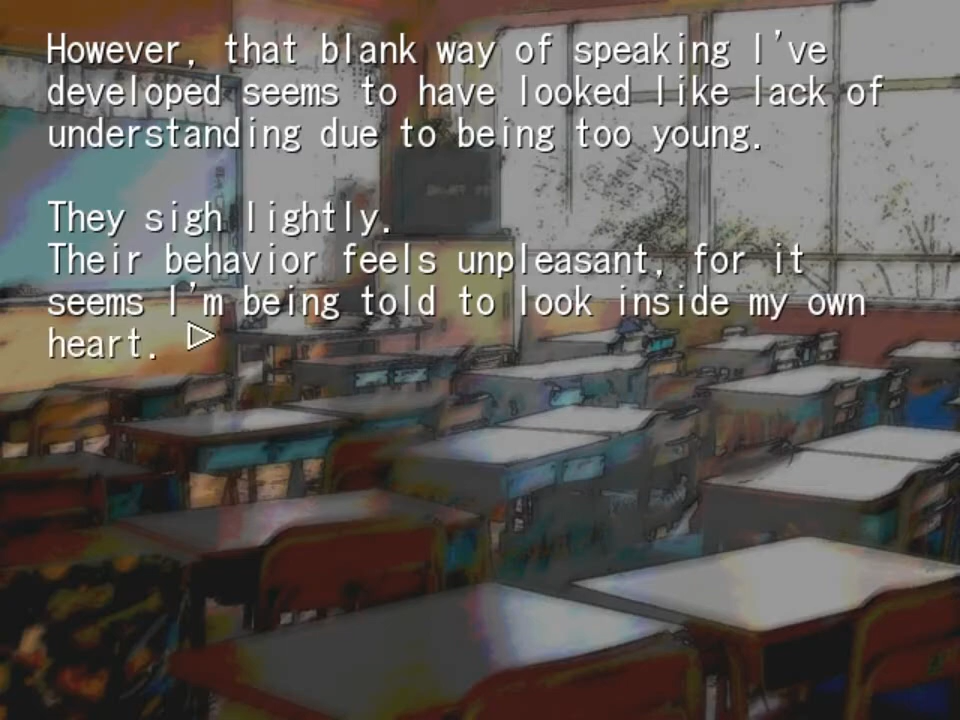 However, that blank way of speaking I've
developed seems to have looked like lack of
understanding due to being too young.
They sigh lightly.
Their behavior feels unpleasant, for it
seems I'm being told to look inside my own
heart.